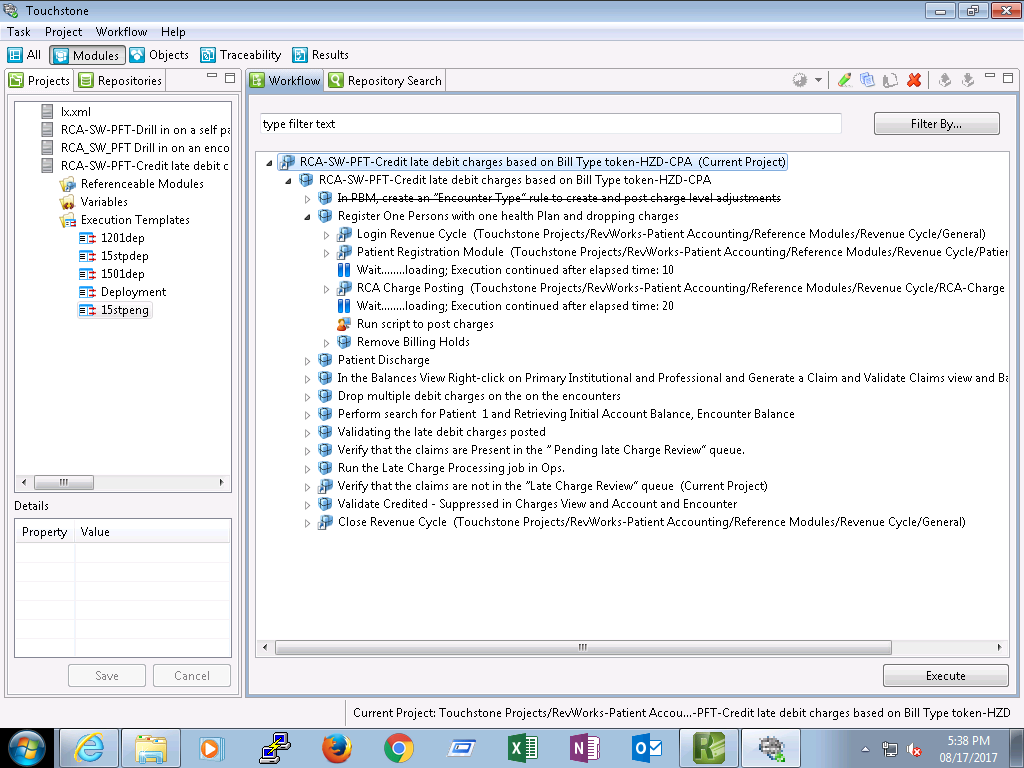 Touchstone
Task Project Workflow Help
All Modules Objects Traceability Results
Projects Repositories
Workflow Repository Search
lx.xml
RCA-SW-PFT-Drill in on a self pa
RCA_SW_PFT Drill in on an enco
RCA-SW-PFT-Credit late debit c
Referenceable Modules
Variables
Execution Templates
1201dep
15stpdep
1501dep
Deployment
15stpeng
Details
Property Value
Save Cancel
type filter text
Filter By...
RCA-SW-PFT-Credit late debit charges based on Bill Type token-HZD-CPA (Current Project)
RCA-SW-PFT-Credit late debit charges based on Bill Type token-HZD-CPA
In PBM, create an "Encounter Type" rule to create and post charge level adjustments
Register One Persons with one health Plan and dropping charges
Login Revenue Cycle (Touchstone Projects/RevWorks-Patient Accounting/Reference Modules/Revenue Cycle/General)
Patient Registration Module (Touchstone Projects/RevWorks-Patient Accounting/Reference Modules/Revenue Cycle/Patier
Wait........loading; Execution continued after elapsed time: 10
RCA Charge Posting (Touchstone Projects/RevWorks-Patient Accounting/Reference Modules/Revenue Cycle/RCA-Charge
Wait........loading; Execution continued after elapsed time: 20
Run script to post charges
Remove Billing Holds
Patient Discharge
In the Balances View Right-click on Primary Institutional and Professional and Generate a Claim and Validate Claims view and Ba
Drop multiple debit charges on the on the encounters
Perform search for Patient 1 and Retrieving Initial Account Balance, Encounter Balance
Validating the late debit charges posted
Verify that the claims are Present in the " Pending late Charge Review" queue.
Run the Late Charge Processing job in Ops.
Verify that the claims are not in the "Late Charge Review" queue (Current Project)
Validate Credited - Suppressed in Charges View and Account and Encounter
Close Revenue Cycle (Touchstone Projects/RevWorks-Patient Accounting/Reference Modules/Revenue Cycle/General)
Execute
Current Project: Touchstone Projects/RevWorks-Patient Accou...-PFT-Credit late debit charges based on Bill Type token-HZD
5:38 PM
08/17/2017